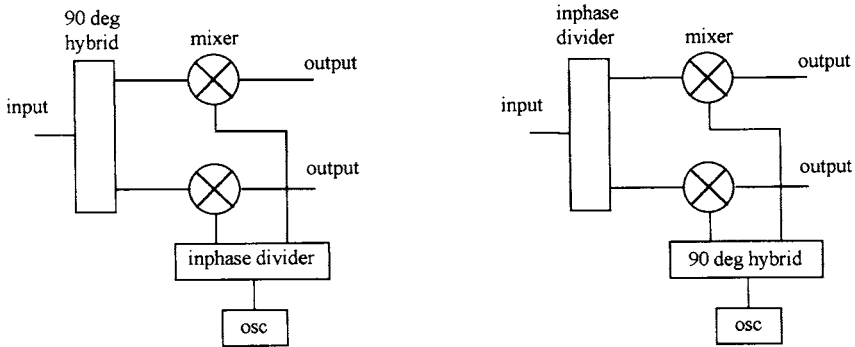 90 deg
hybrid
mixer
output
input
output
inphase divider
osc
inphase
divider
mixer
output
input
output
90 deg hybrid
osc